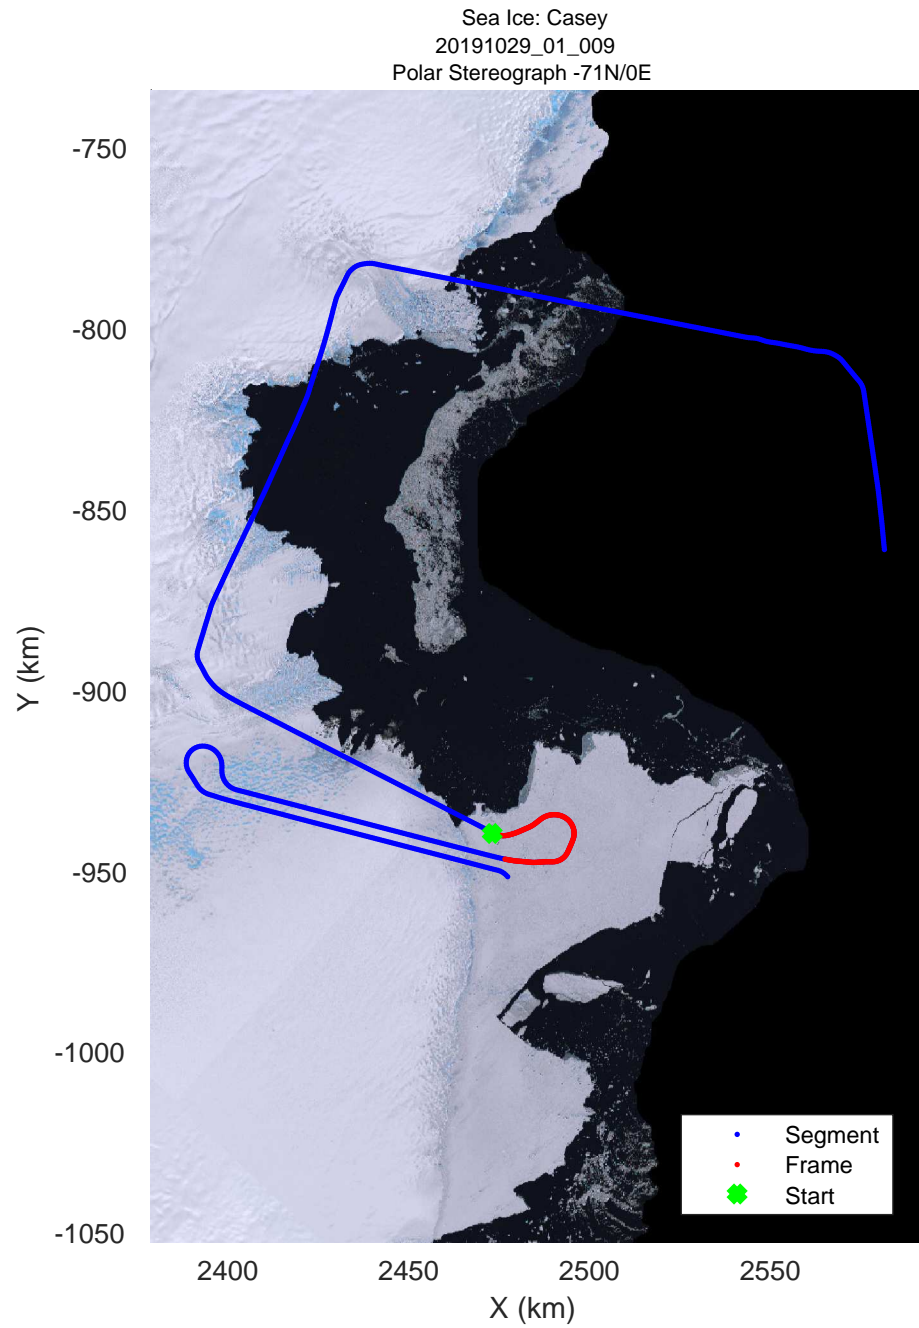 Sea Ice: Casey
20191029_01_009
Polar Stereograph -71N/0E
-750
-800
-850
-900
-950
-1000
-1050
Y (km)
2400 2450 2500 2550
X (km)
Segment
Frame
Start